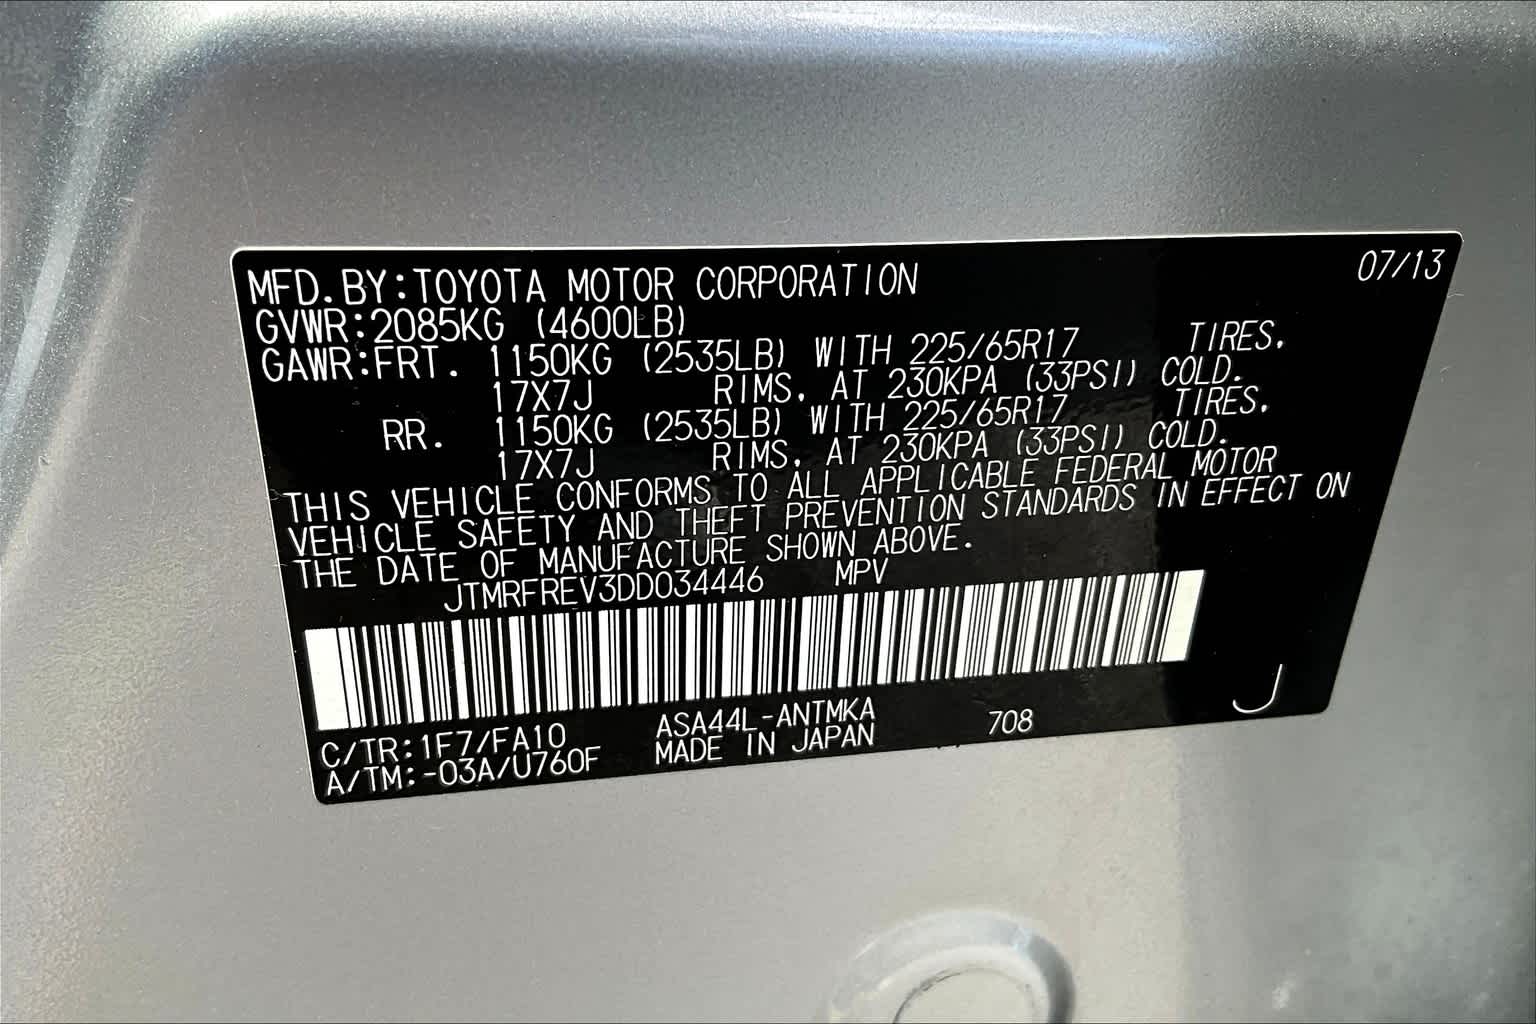 07/13
MFD.BY:TOYOTA MOTOR CORPORATION
GVWR:2085KG (4600LB)
GAWR:FRT. 1150KG (2535LB) WITH 225/65R17 TIRES,
17X7J RIMS, AT 230KPA (33PSI) COLD.
RR. 1150KG (2535LB) WITH 225/65R17 TIRES,
17X7J RIMS, AT 230KPA (33PSI) COLD.
THIS VEHICLE CONFORMS TO ALL APPLICABLE FEDERAL MOTOR
VEHICLE SAFETY AND THEFT PREVENTION STANDARDS IN EFFECT ON
THE DATE OF MANUFACTURE SHOWN ABOVE.
JTMRFREV3DD034446 MPV
J
C/TR:1F7/FA10 ASA44L-ANTMKA 708
A/TM:-03A/U760F MADE IN JAPAN